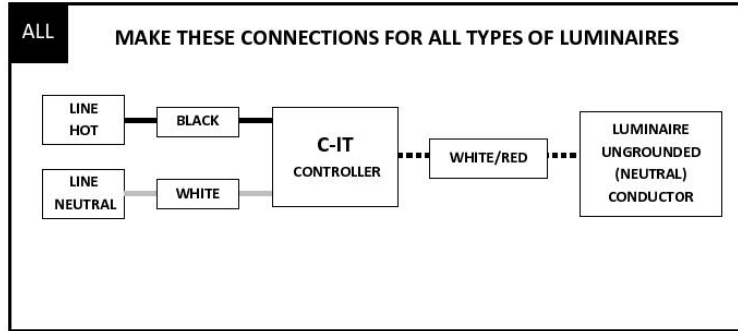 ALL
MAKE THESE CONNECTIONS FOR ALL TYPES OF LUMINAIRES
LINE
HOT
BLACK
LINE
NEUTRAL
WHITE
C-IT
CONTROLLER
WHITE/RED
LUMINAIRE
UNGROUNDED
(NEUTRAL)
CONDUCTOR